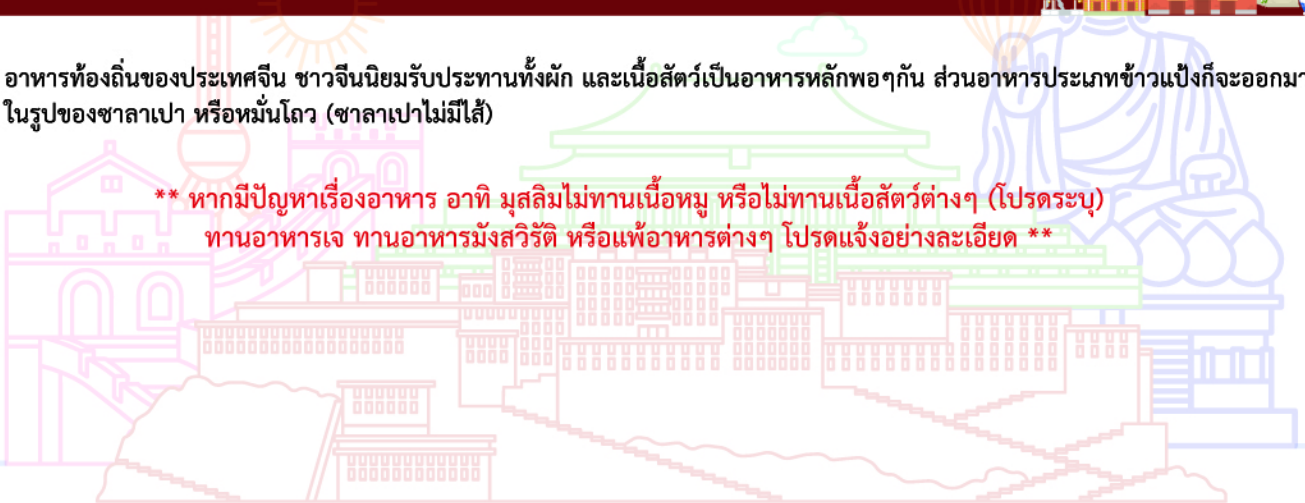 อาหารท้องถิ่นของประเทศจีน ชาวจีนนิยมรับประทานทั้งผัก และเนื้อสัตว์เป็นอาหารหลักพอๆกัน ส่วนอาหารประเภทข้าวแป้งก็จะออกมา
ในรูปของซาลาเปา หรือหมั่นโถว (ซาลาเปาไม่มีไส้)
** หากมีปัญหาเรื่องอาหาร อาทิ มุสลิมไม่ทานเนื้อหมู หรือไม่ทานเนื้อสัตว์ต่างๆ (โปรดระบุ)
ทานอาหารเจ ทานอาหารมังสวิรัติ หรือแพ้อาหารต่างๆ โปรดแจ้งอย่างละเอียด **